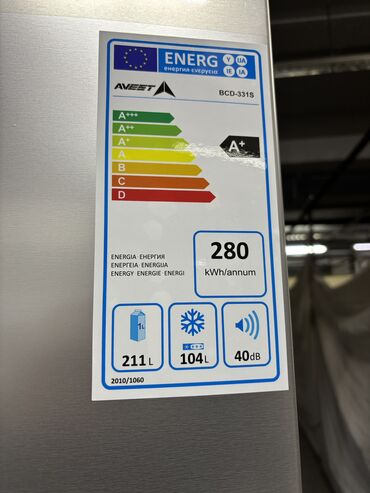 ENERG Y IJA
енергия ενεργεια IE IA
AVEST
BCD-331S
A+++
A++
A+
A
B
C
D
A+
ENERGIA ЕНЕРГИЯ
ΕΝΕΡΓΕΙΑ ENERGIJA
ENERGY ENERGIE ENERGI
280
kWh/annum
1L
211 L
104 L
40dB
2010/1060